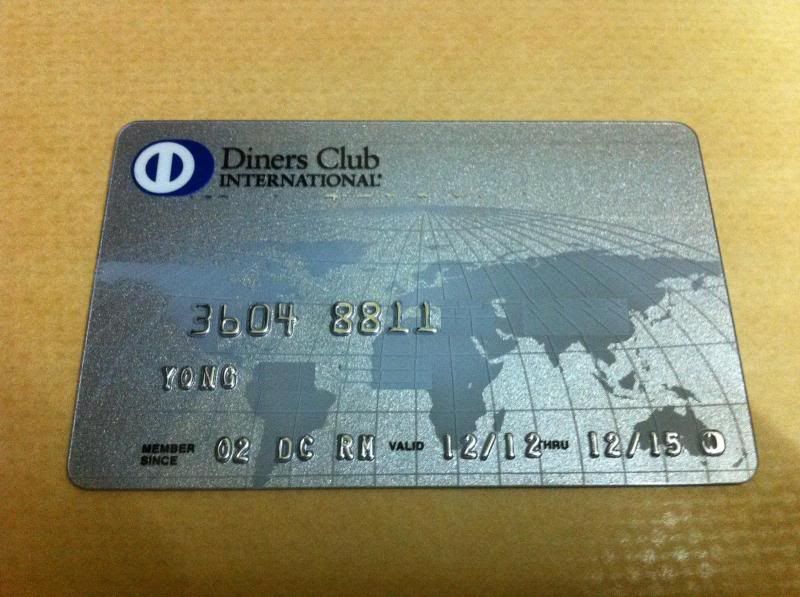 Diners Club
INTERNATIONAL®
3604 8811
YONG
MEMBER SINCE 02 DC RM VALID 12/12 THRU 12/15